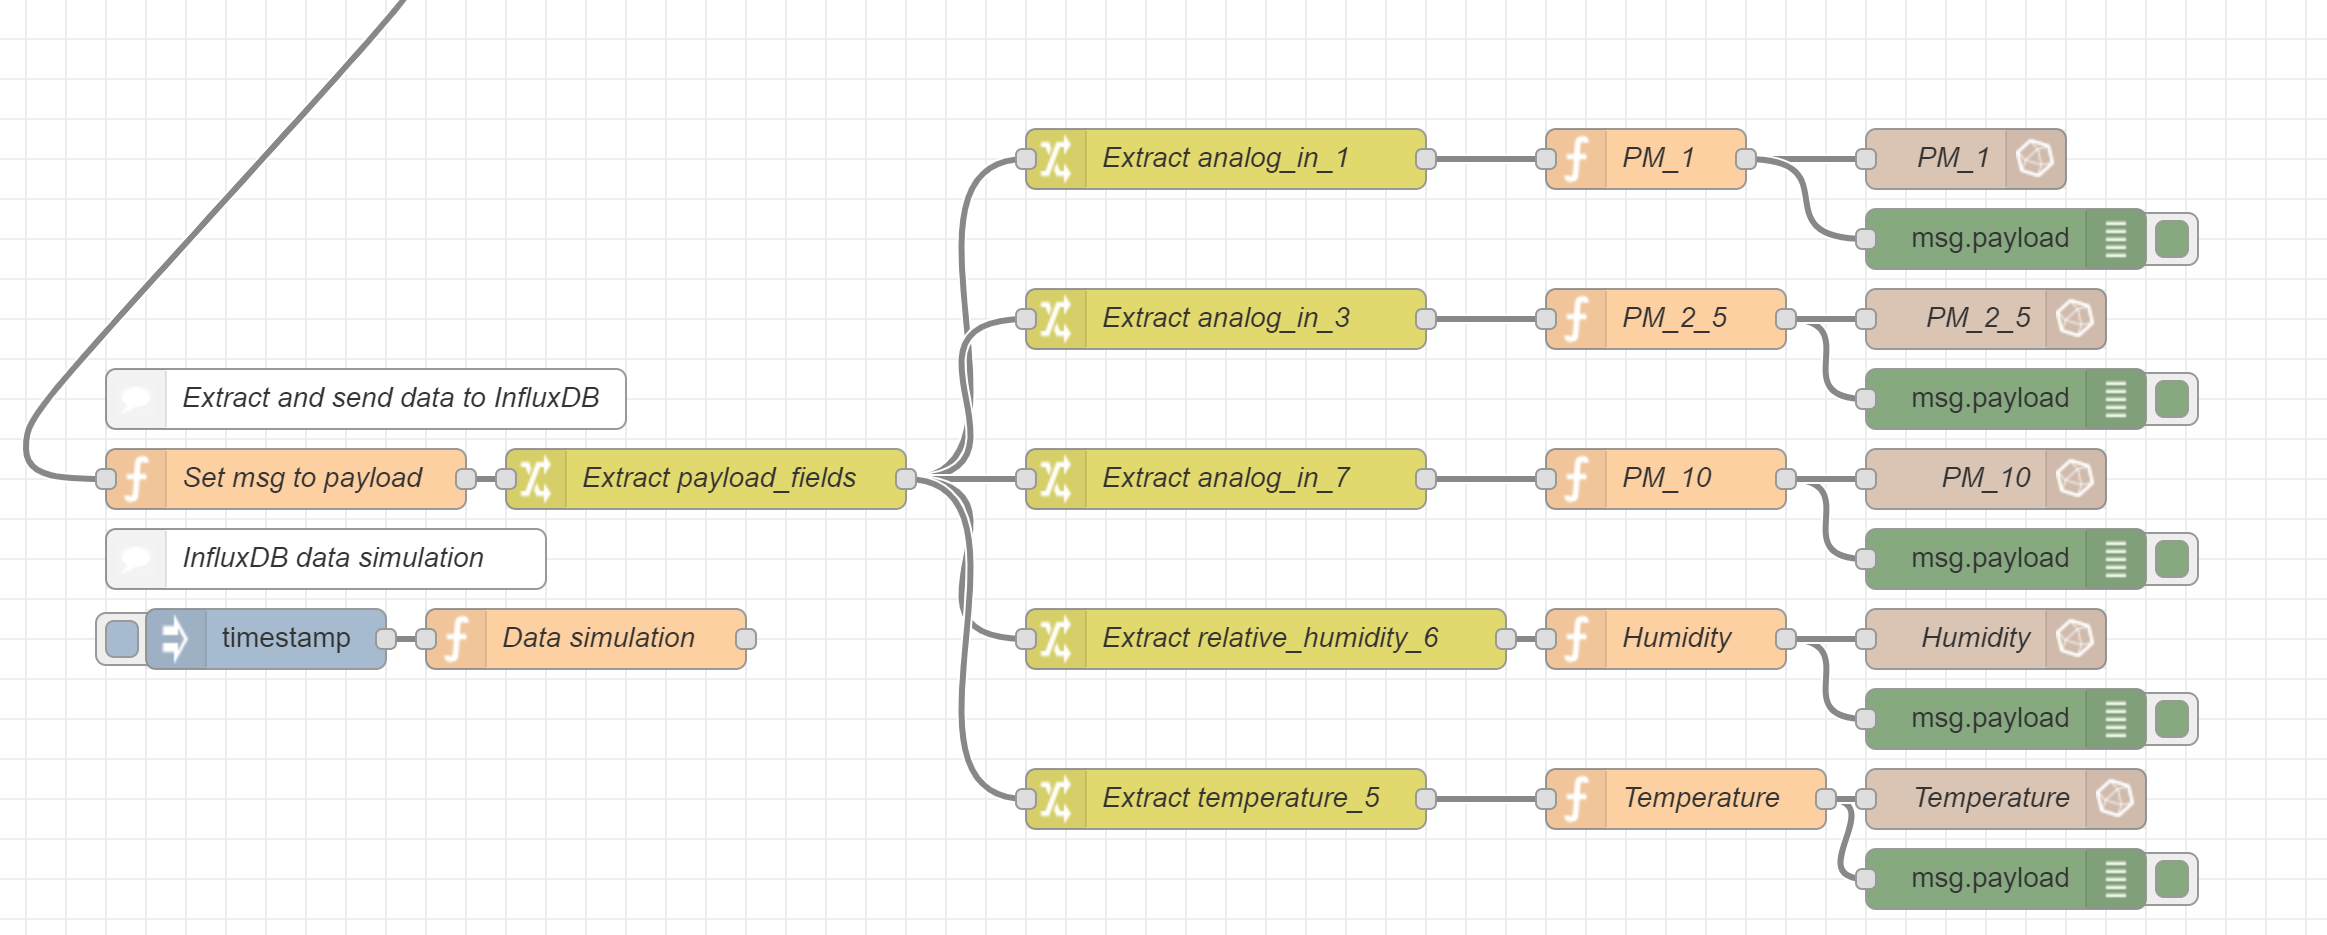 Extract analog_in_1
PM_1
PM_1
msg.payload
Extract analog_in_3
PM_2_5
PM_2_5
msg.payload
Extract and send data to InfluxDB
Set msg to payload
Extract payload_fields
Extract analog_in_7
PM_10
PM_10
msg.payload
InfluxDB data simulation
timestamp
Data simulation
Extract relative_humidity_6
Humidity
Humidity
msg.payload
Extract temperature_5
Temperature
Temperature
msg.payload